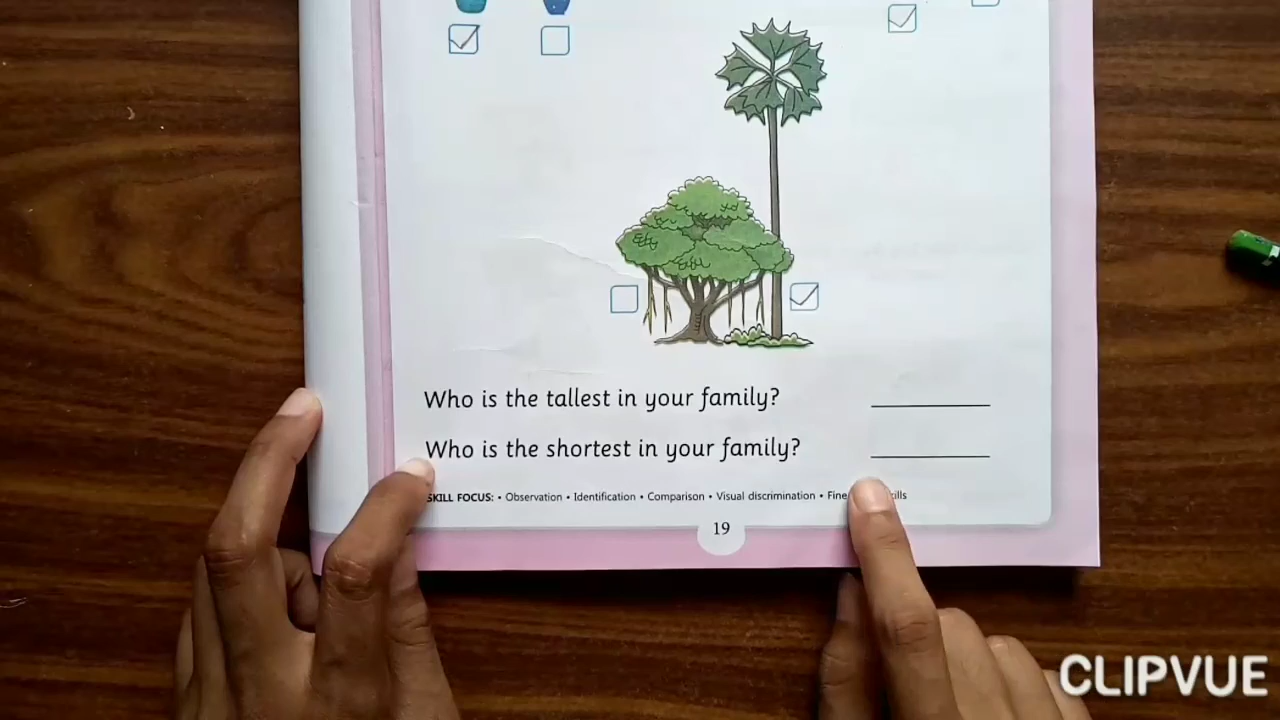 Who is the tallest in your family?
Who is the shortest in your family?
SKILL FOCUS: • Observation • Identification • Comparison • Visual discrimination • Fine
19
CLIPVUE